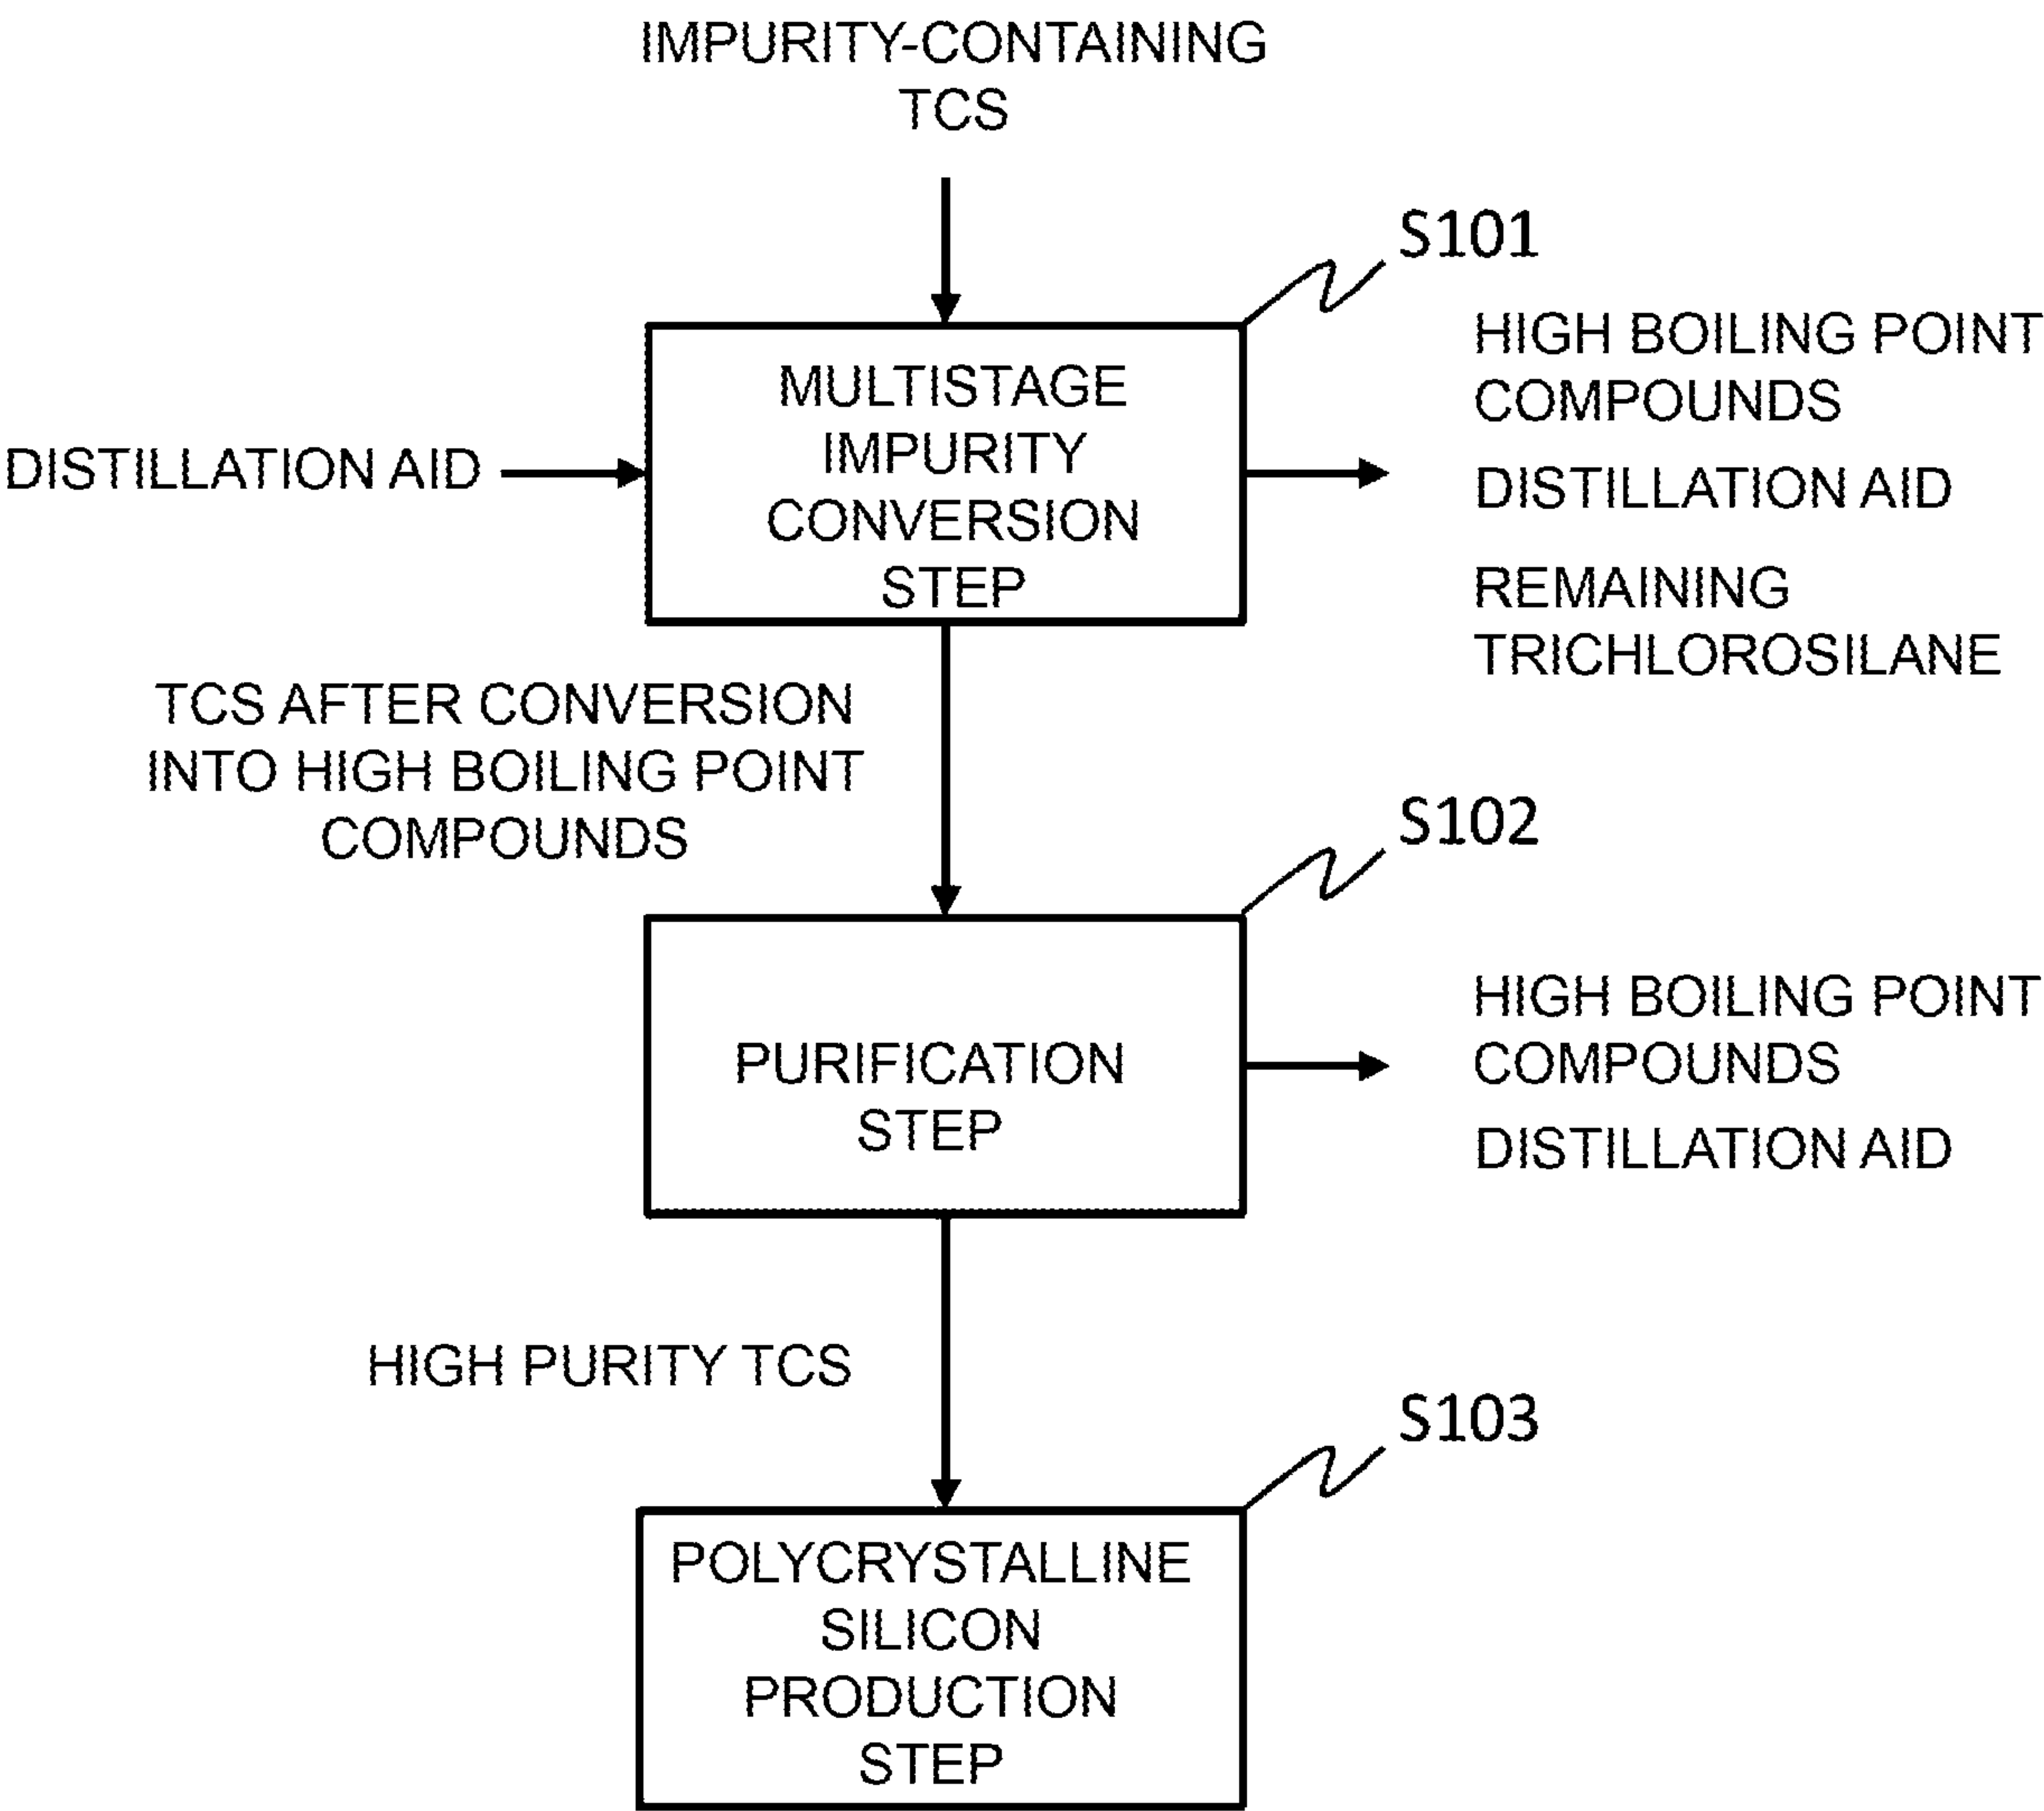 IMPURITY-CONTAINING
TCS
S101
MULTISTAGE
IMPURITY
CONVERSION
STEP
DISTILLATION AID
HIGH BOILING POINT
COMPOUNDS
DISTILLATION AID
REMAINING
TRICHLOROSILANE
TCS AFTER CONVERSION
INTO HIGH BOILING POINT
COMPOUNDS
S102
PURIFICATION
STEP
HIGH BOILING POINT
COMPOUNDS
DISTILLATION AID
HIGH PURITY TCS
S103
POLYCRYSTALLINE
SILICON
PRODUCTION
STEP